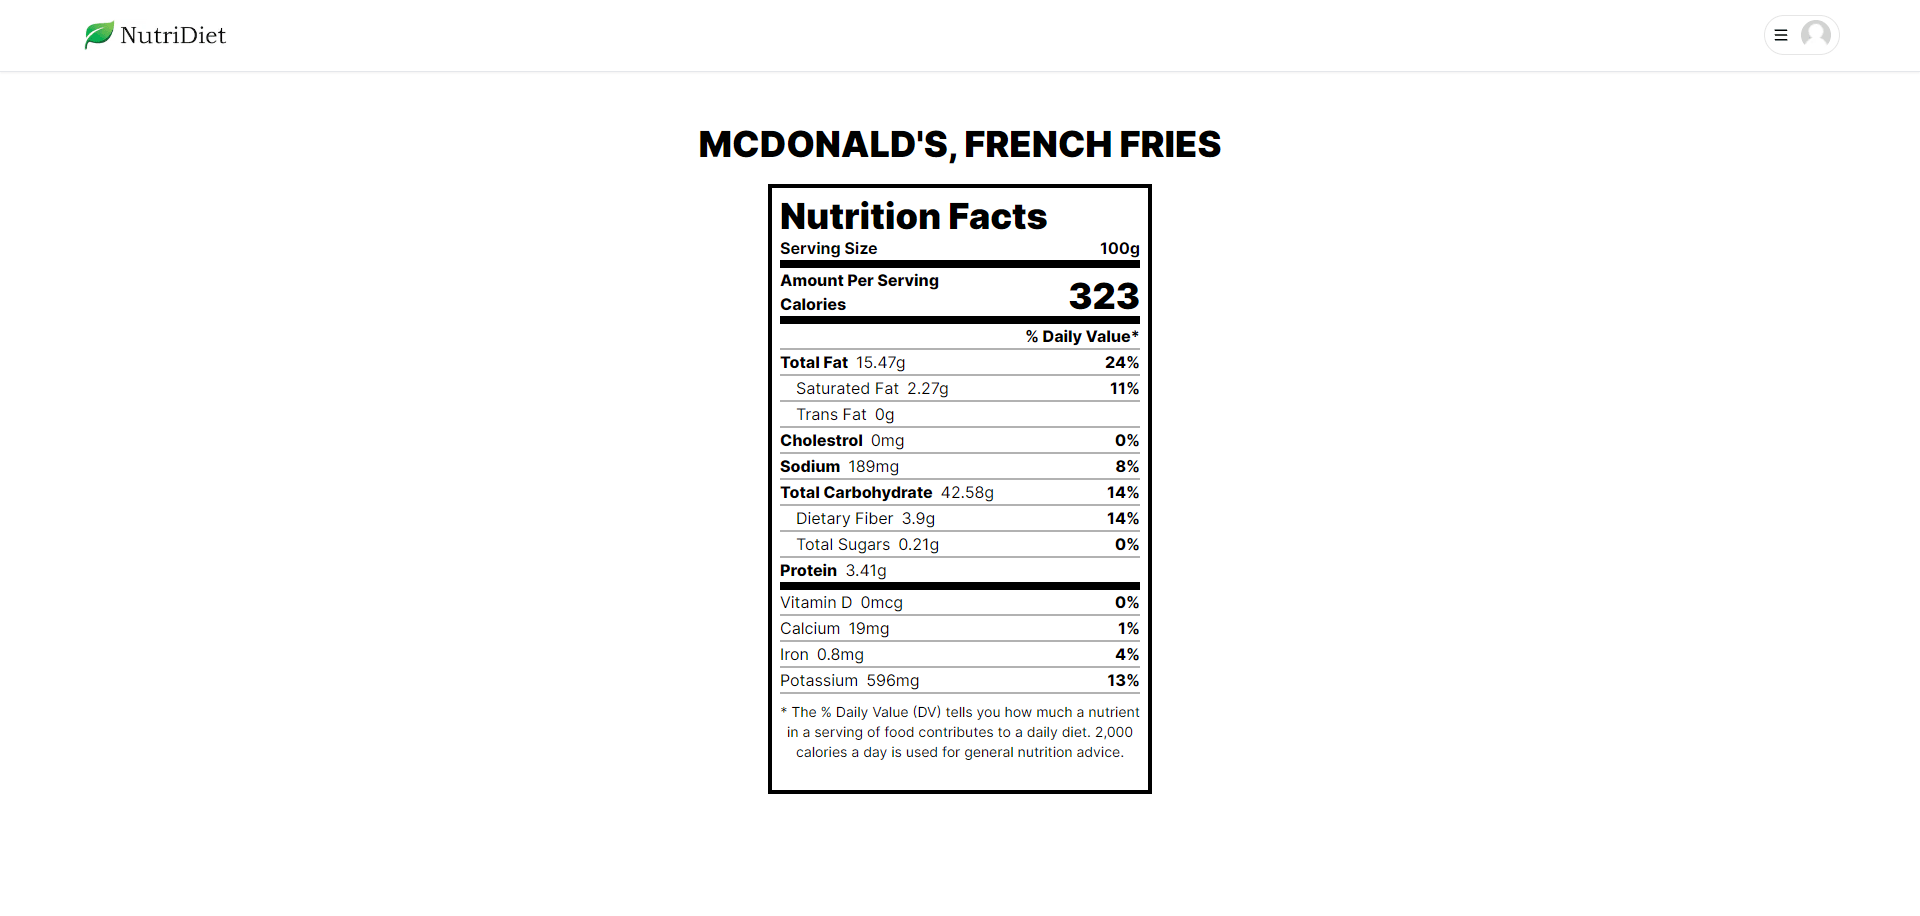 NutriDiet
MCDONALD'S, FRENCH FRIES
Nutrition Facts
Serving Size 100g
Amount Per Serving
Calories 323
% Daily Value*
Total Fat 15.47g 24%
Saturated Fat 2.27g 11%
Trans Fat 0g
Cholestrol 0mg 0%
Sodium 189mg 8%
Total Carbohydrate 42.58g 14%
Dietary Fiber 3.9g 14%
Total Sugars 0.21g 0%
Protein 3.41g
Vitamin D 0mcg 0%
Calcium 19mg 1%
Iron 0.8mg 4%
Potassium 596mg 13%
* The % Daily Value (DV) tells you how much a nutrient
in a serving of food contributes to a daily diet. 2,000
calories a day is used for general nutrition advice.